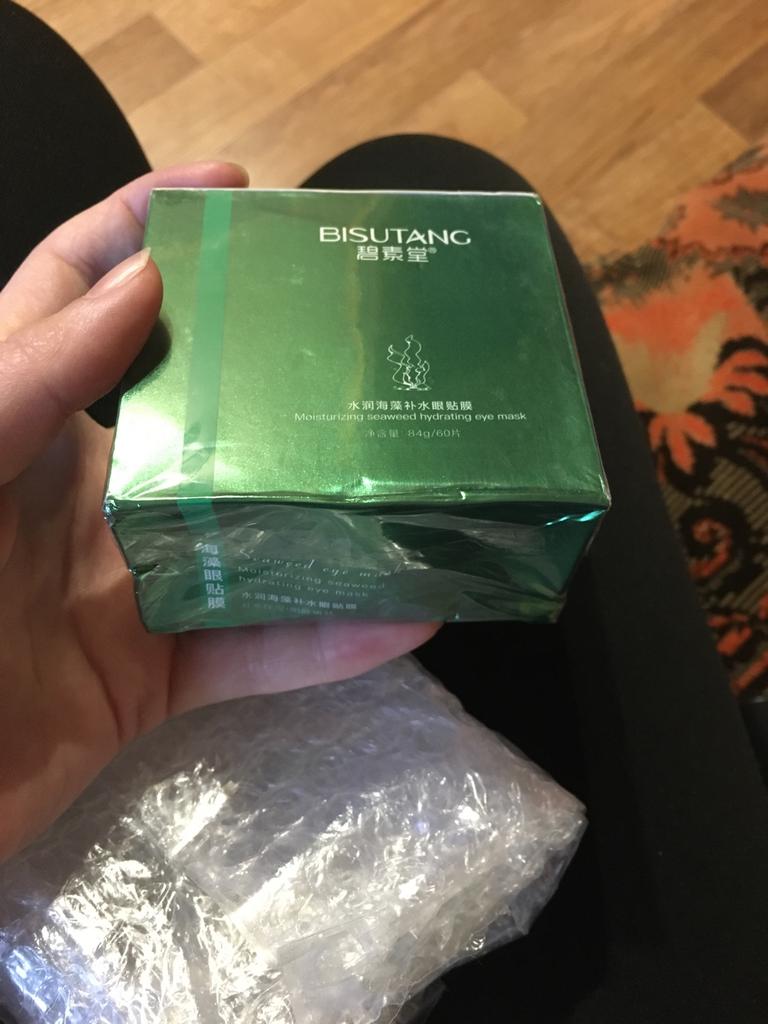 BISUTANG
碧素堂®
水润海藻补水眼贴膜
Moisturizing seaweed hydrating eye mask
净含量: 84g/60片
海藻眼贴膜
Seaweed eye
Moisturizing seaweed
hydrating eye mask
水润海藻补水眼贴膜